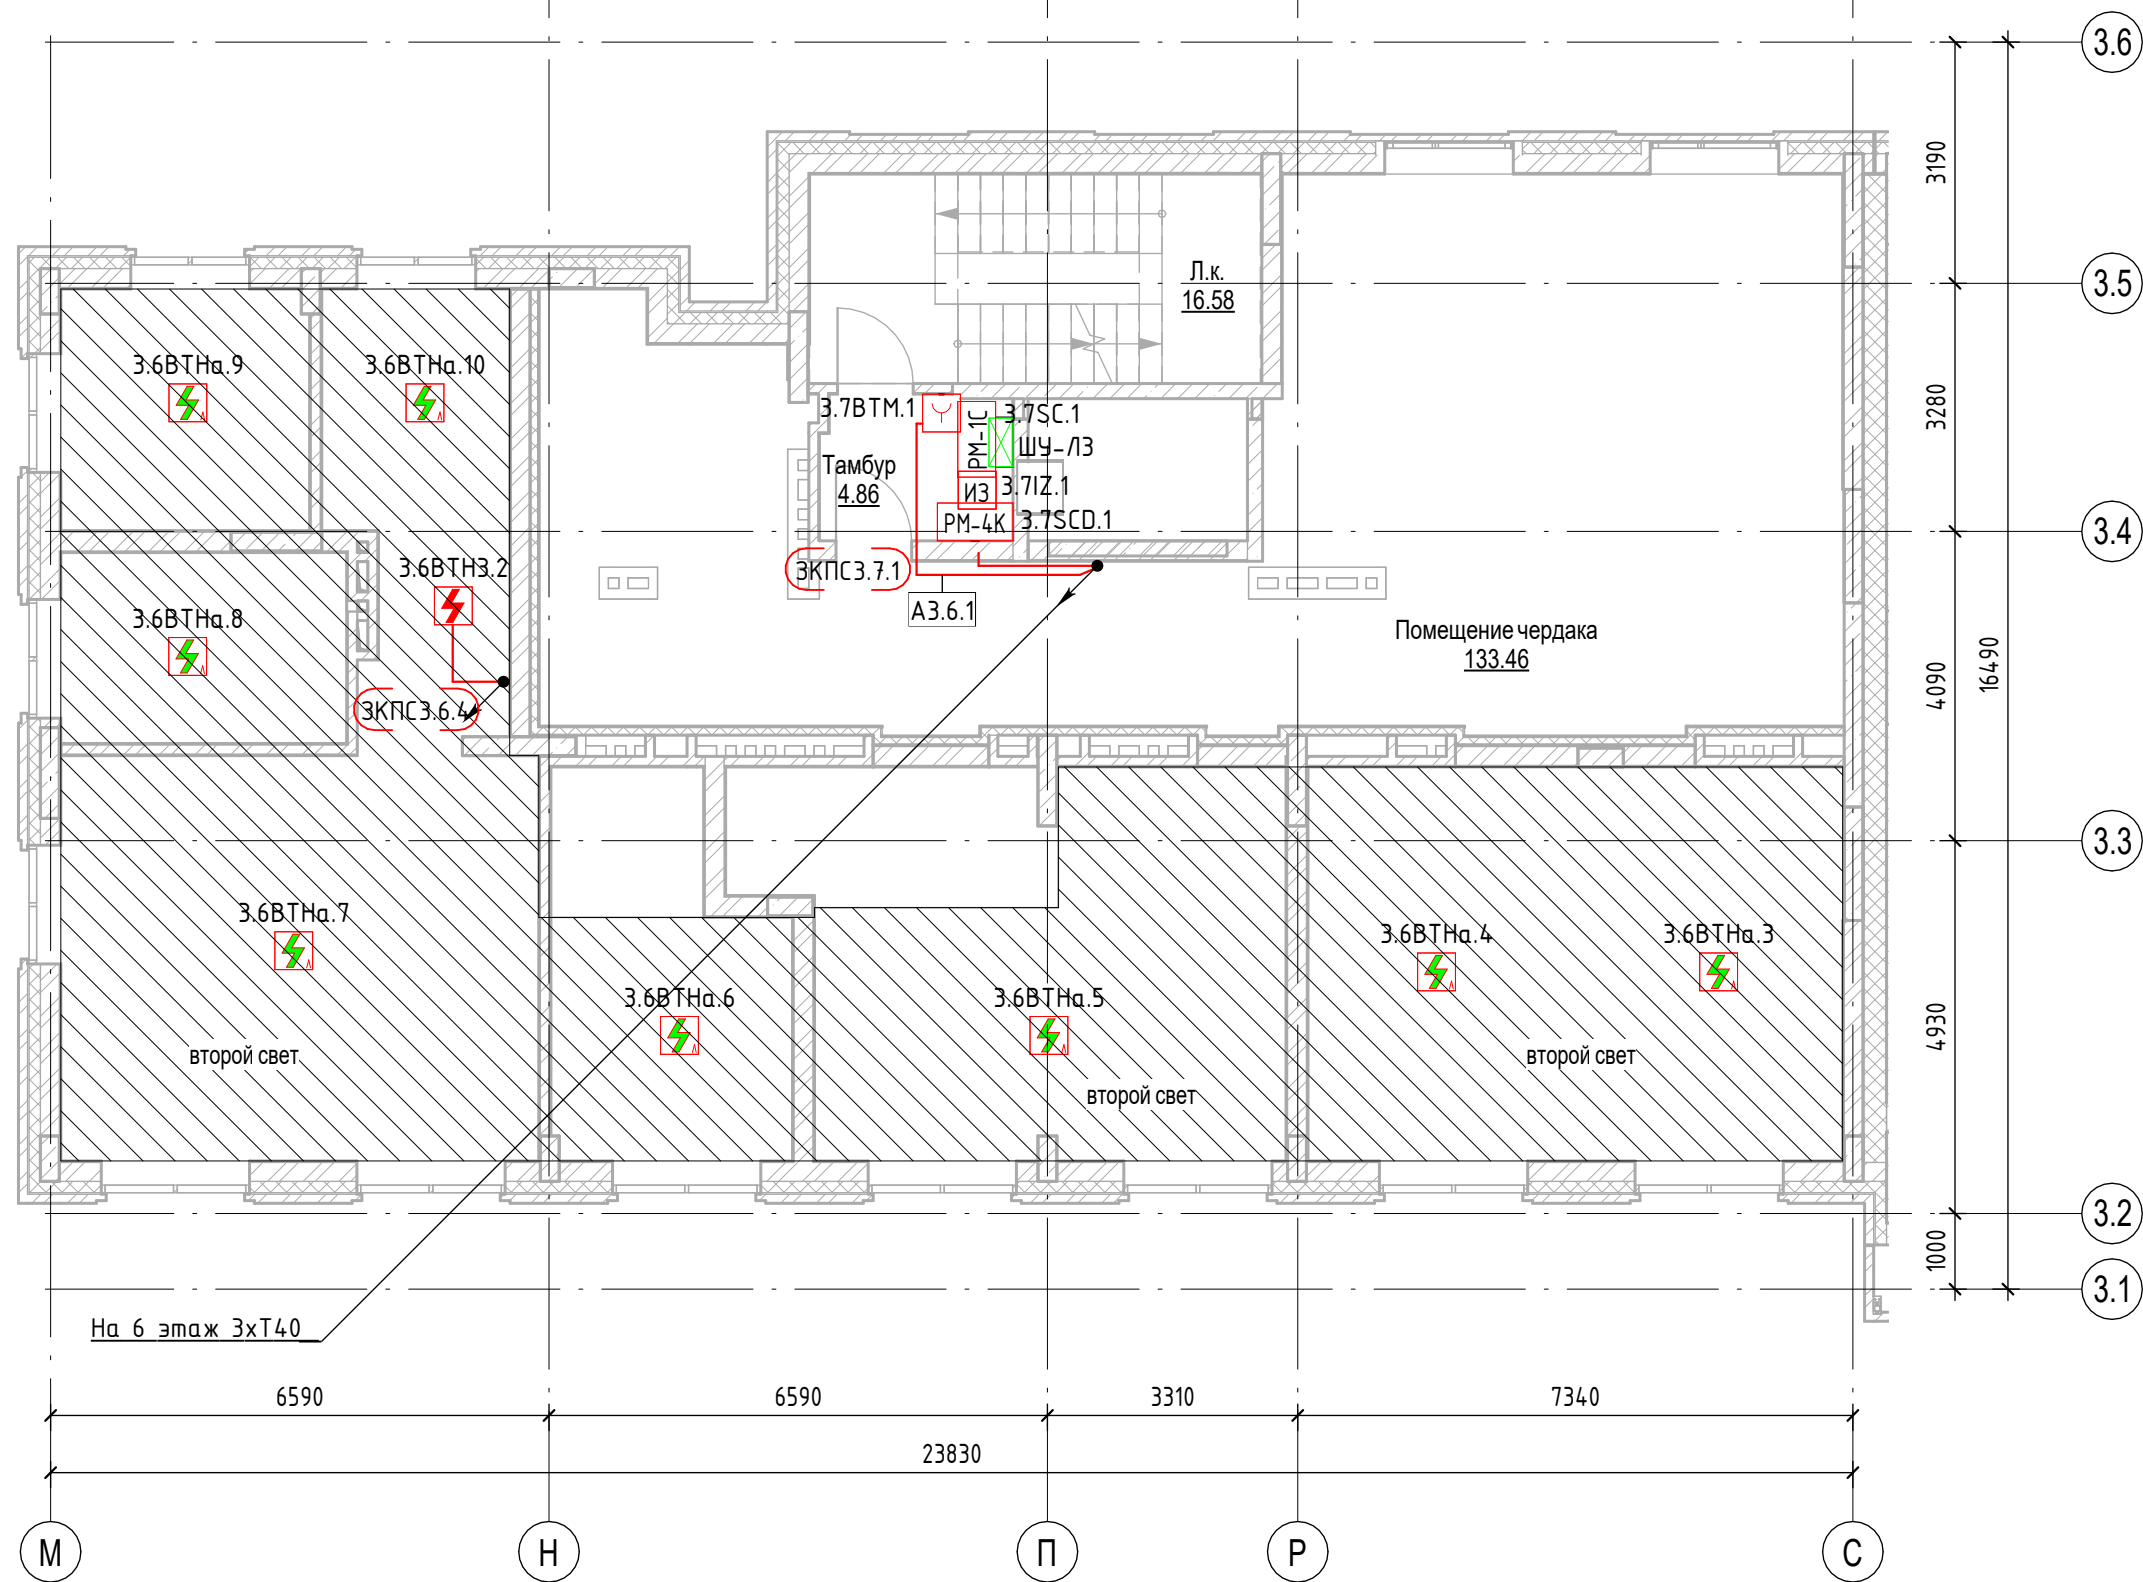 3.6
3190
3.5
Л.к.
16.58
3.6ВТНа.9
3.6ВТНа.10
3.7ВТМ.1
РМ-1С
3.7SC.1
ШУ-Л3
3280
Тамбур
4.86
ИЗ
3.7IZ.1
РМ-4К
3.7SCD.1
3.4
3КПС3.7.1
3.6ВТН3.2
А3.6.1
3.6ВТНа.8
Помещение чердака
133.46
4090
16490
3КПС3.6.4
3.3
3.6ВТНа.7
3.6ВТНа.4
3.6ВТНа.3
3.6ВТНа.6
3.6ВТНа.5
4930
второй свет
второй свет
второй свет
3.2
1000
3.1
На 6 этаж 3хТ40
6590
6590
3310
7340
23830
М
Н
П
Р
С